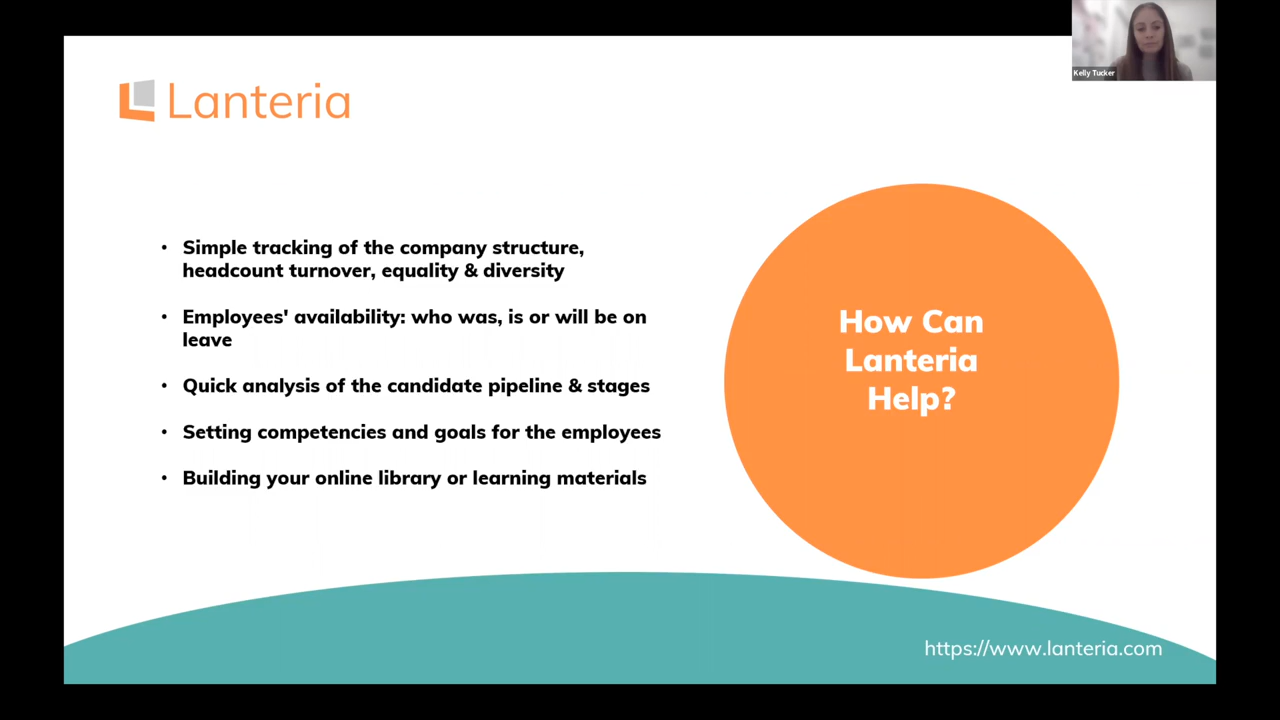 Kelly Tucker
Lanteria
• Simple tracking of the company structure,
headcount turnover, equality & diversity
• Employees' availability: who was, is or will be on
leave
• Quick analysis of the candidate pipeline & stages
• Setting competencies and goals for the employees
• Building your online library or learning materials
How Can
Lanteria
Help?
https://www.lanteria.com